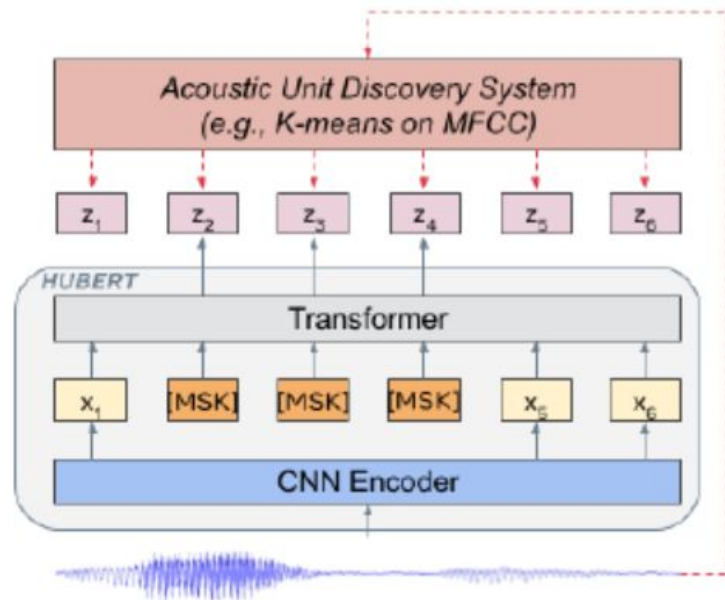 Acoustic Unit Discovery System
(e.g., K-means on MFCC)
z₁ z₂ z₃ z₄ z₅ z₆
HUBERT
Transformer
x₁ [MSK] [MSK] [MSK] x₅ x₆
CNN Encoder